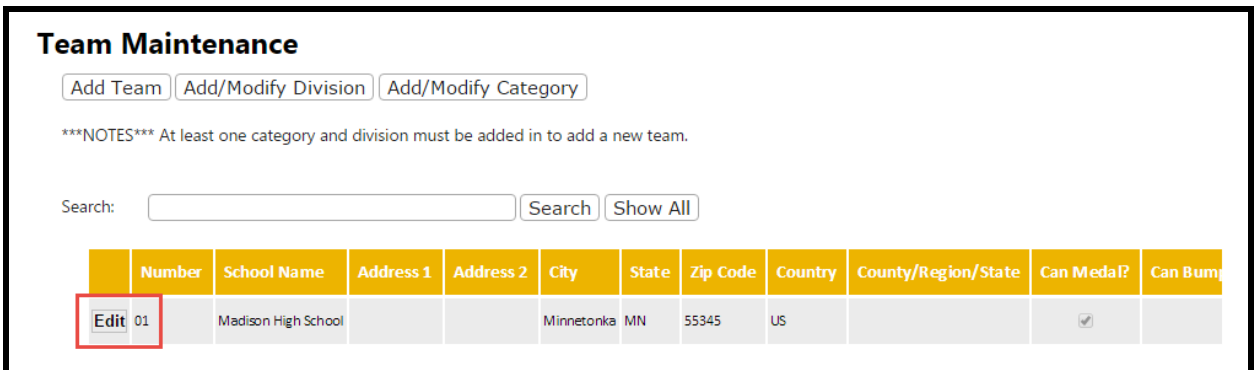 Team Maintenance
Add Team Add/Modify Division Add/Modify Category
***NOTES*** At least one category and division must be added in to add a new team.
Search: Search Show All
Number School Name Address 1 Address 2 City State Zip Code Country County/Region/State Can Medal? Can Bump
Edit 01 Madison High School Minnetonka MN 55345 US